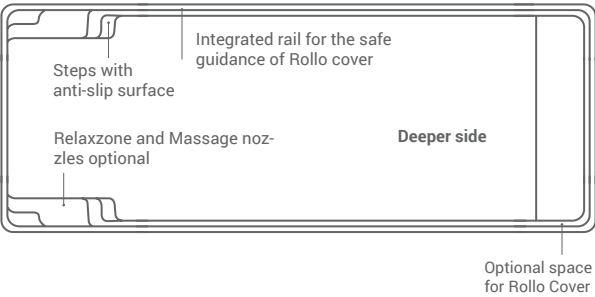 Integrated rail for the safe
guidance of Rollo cover
Steps with
anti-slip surface
Relaxzone and Massage noz-
zles optional
Deeper side
Optional space
for Rollo Cover